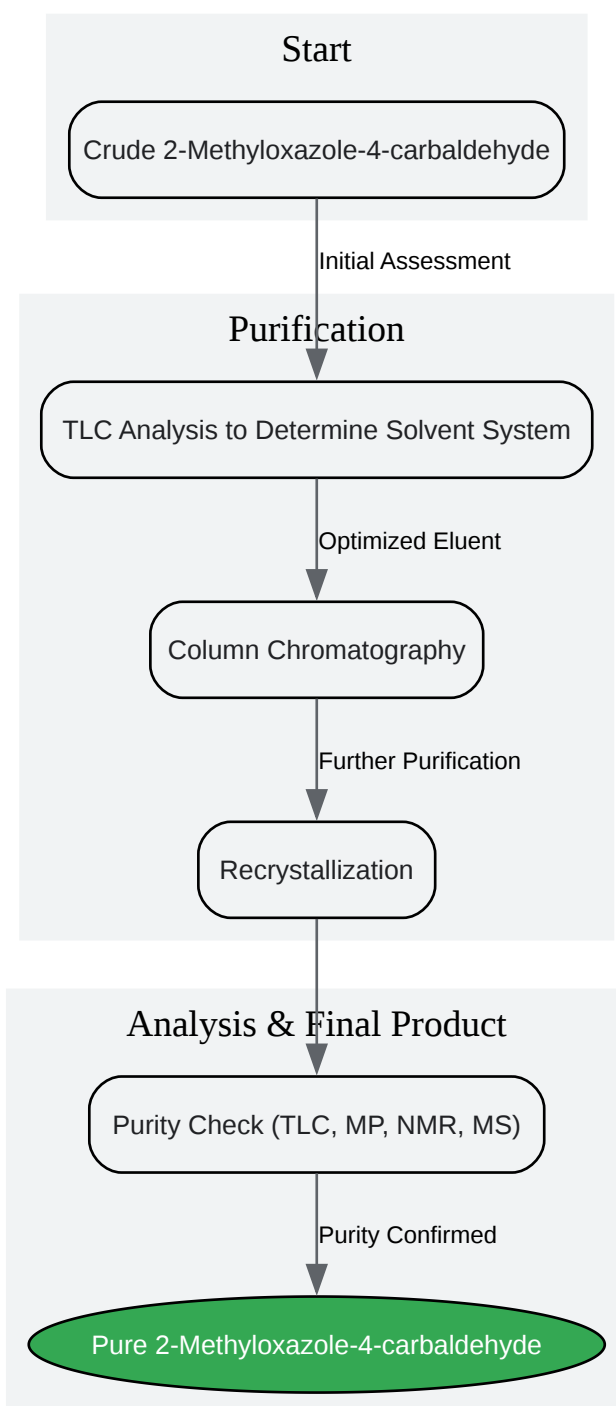 Start
Crude 2-Methyloxazole-4-carbaldehyde
Initial Assessment
Purification
TLC Analysis to Determine Solvent System
Optimized Eluent
Column Chromatography
Further Purification
Recrystallization
Analysis & Final Product
Purity Check (TLC, MP, NMR, MS)
Purity Confirmed
Pure 2-Methyloxazole-4-carbaldehyde